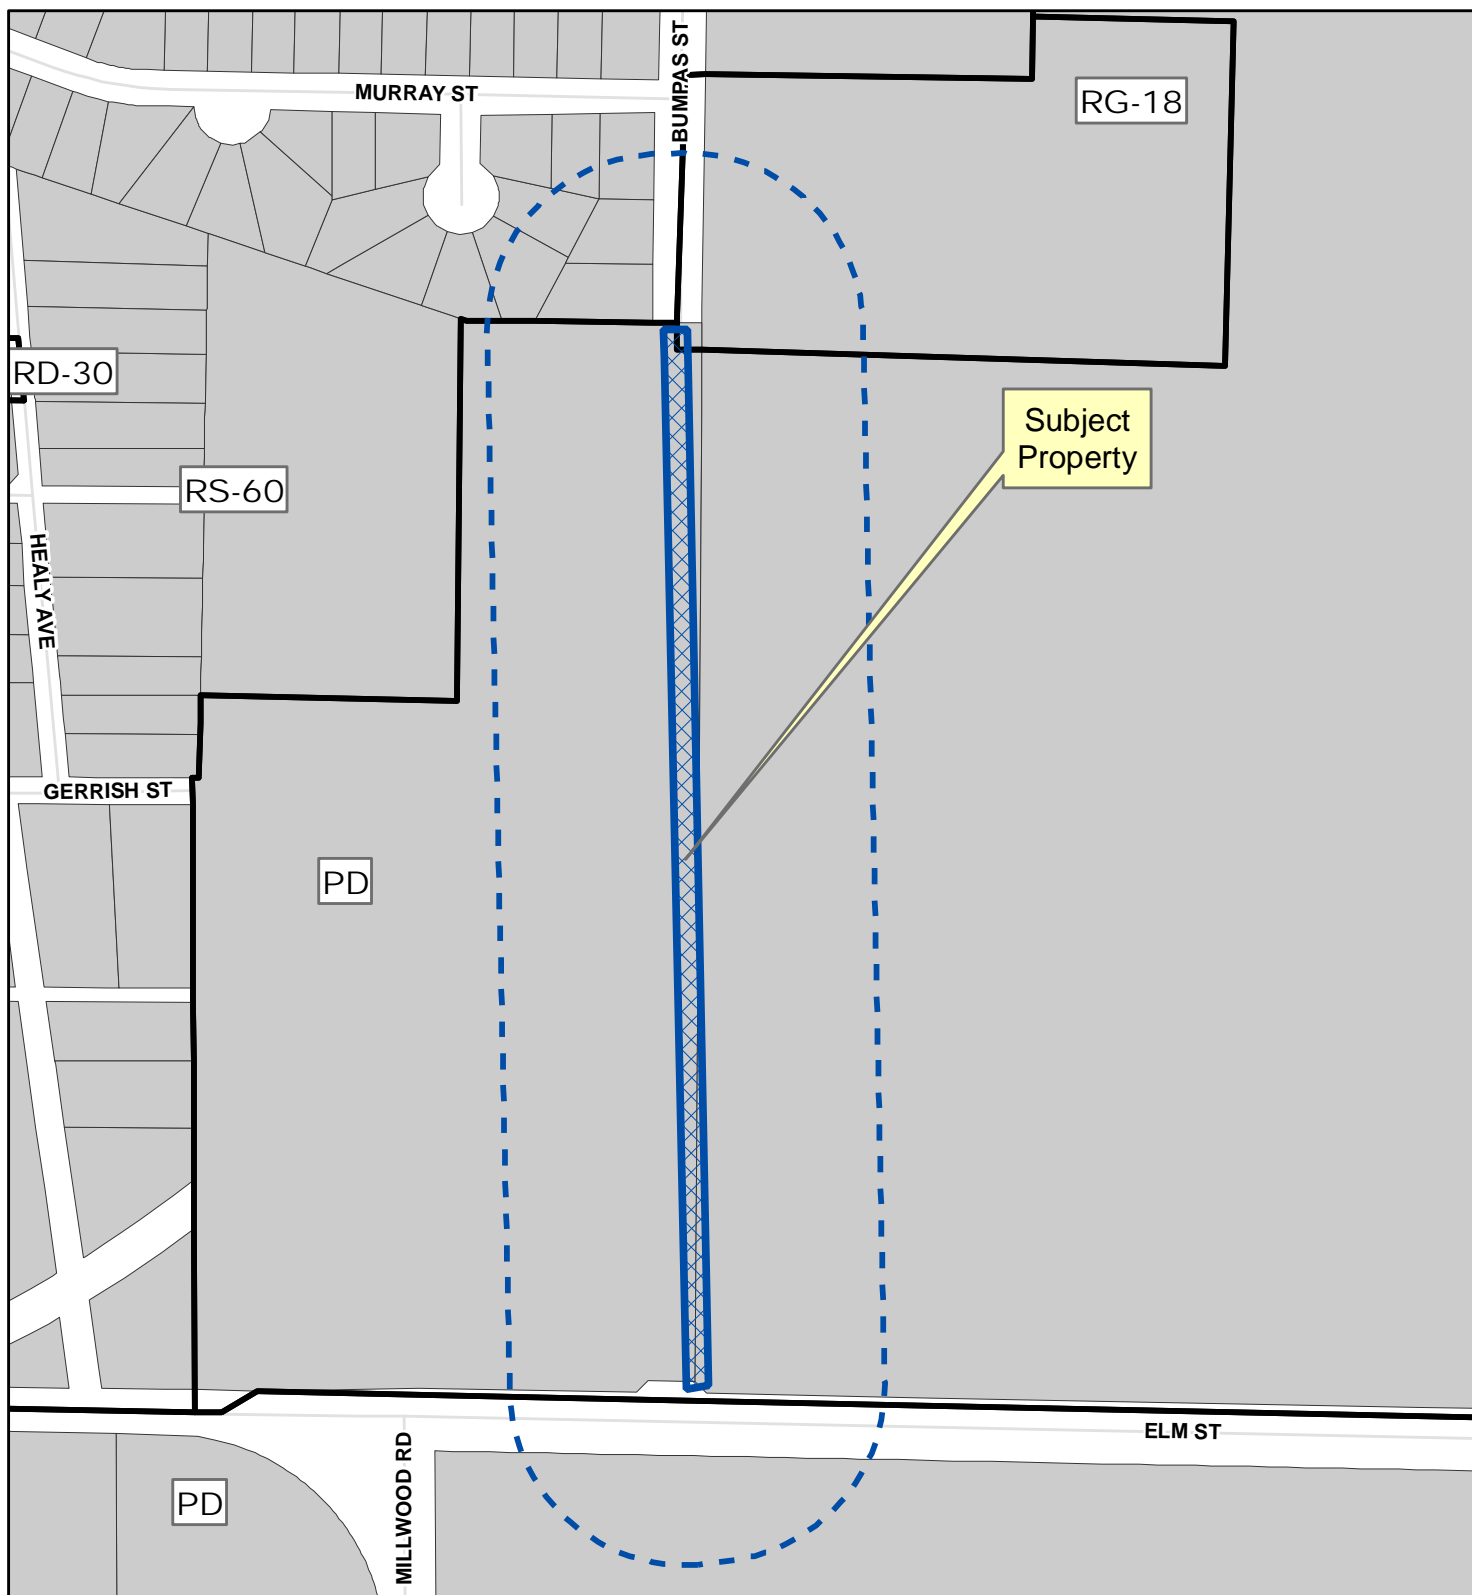 BUMPAS ST
MURRAY ST
RG-18
RD-30
Subject
Property
RS-60
HEALY AVE
GERRISH ST
PD
ELM ST
MILLWOOD RD
PD